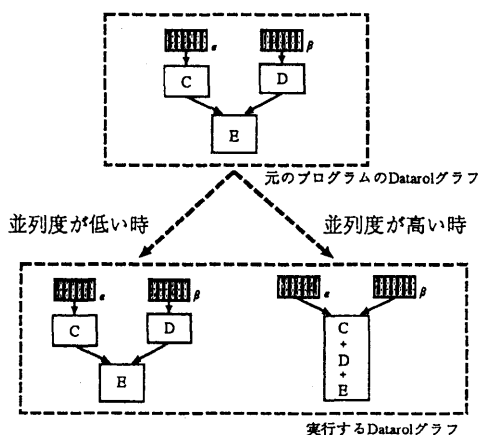 α β
C D
E
元のプログラムのDatarolグラフ
並列度が低い時 並列度が高い時
α β α β
C D
E
C
+
D
+
E
実行するDatarolグラフ